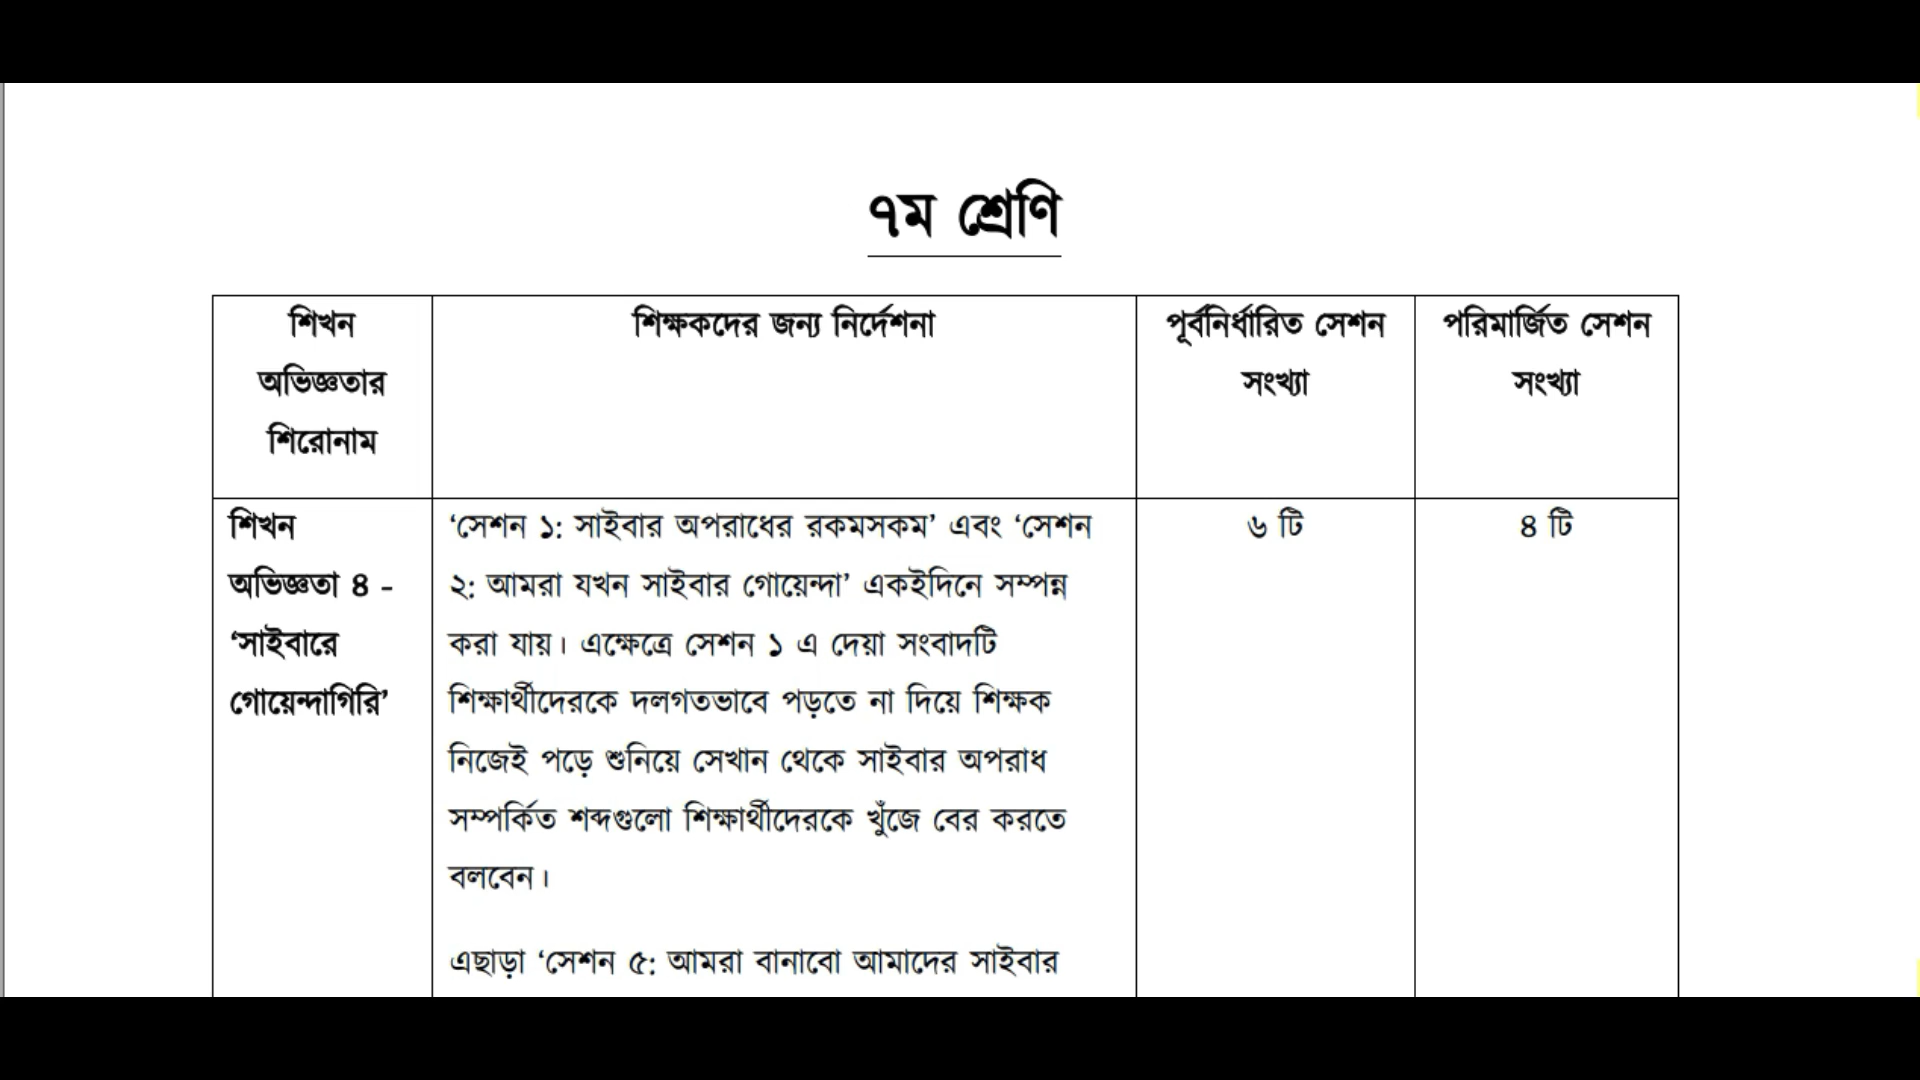 ৭ম শ্রেণি
শিখন
অভিজ্ঞতার
শিরোনাম
শিক্ষকদের জন্য নির্দেশনা
পূর্বনির্ধারিত সেশন
সংখ্যা
পরিমার্জিত সেশন
সংখ্যা
শিখন
অভিজ্ঞতা ৪ -
‘সাইবারে
গোয়েন্দাগিরি’
‘সেশন ১: সাইবার অপরাধের রকমসকম’ এবং ‘সেশন
২: আমরা যখন সাইবার গোয়েন্দা’ একইদিনে সম্পন্ন
করা যায়। এক্ষেত্রে সেশন ১ এ দেয়া সংবাদটি
শিক্ষার্থীদেরকে দলগতভাবে পড়তে না দিয়ে শিক্ষক
নিজেই পড়ে শুনিয়ে সেখান থেকে সাইবার অপরাধ
সম্পর্কিত শব্দগুলো শিক্ষার্থীদেরকে খুঁজে বের করতে
বলবেন।
এছাড়া ‘সেশন ৫: আমরা বানাবো আমাদের সাইবার
৬ টি
৪ টি